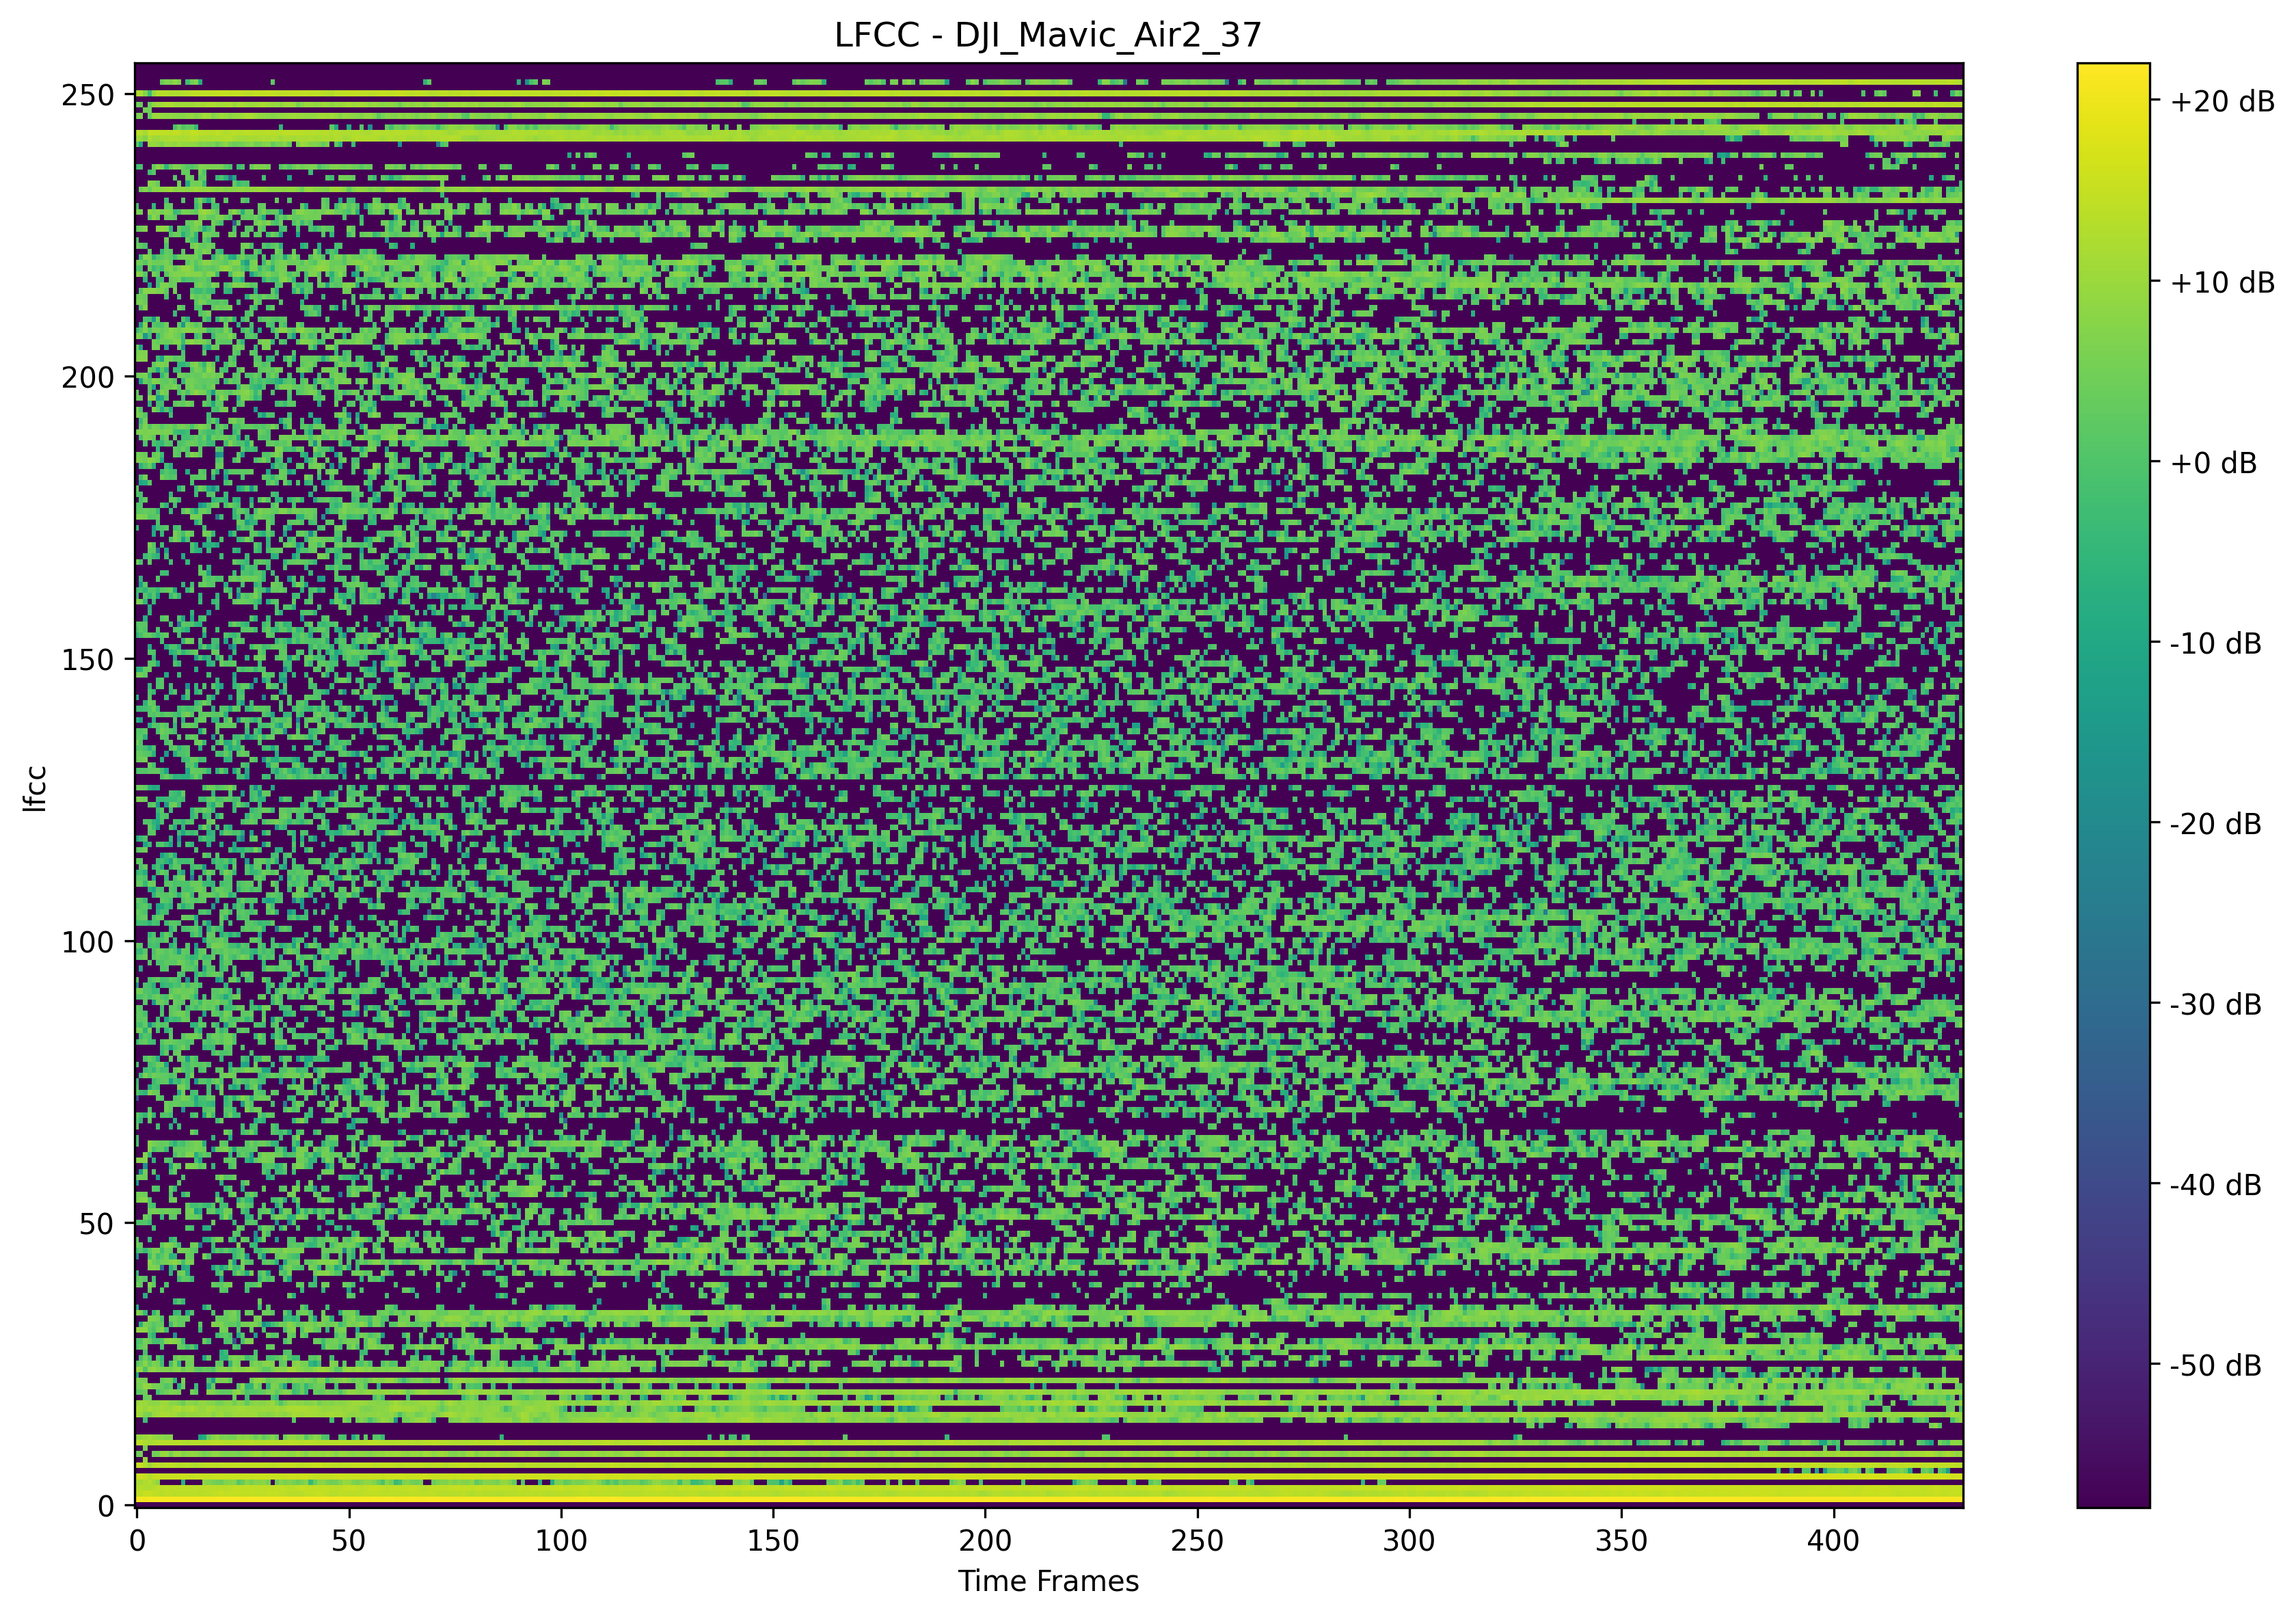 LFCC - DJI_Mavic_Air2_37
250
200
150
100
50
0
lfcc
0 50 100 150 200 250 300 350 400
Time Frames
+20 dB
+10 dB
+0 dB
-10 dB
-20 dB
-30 dB
-40 dB
-50 dB